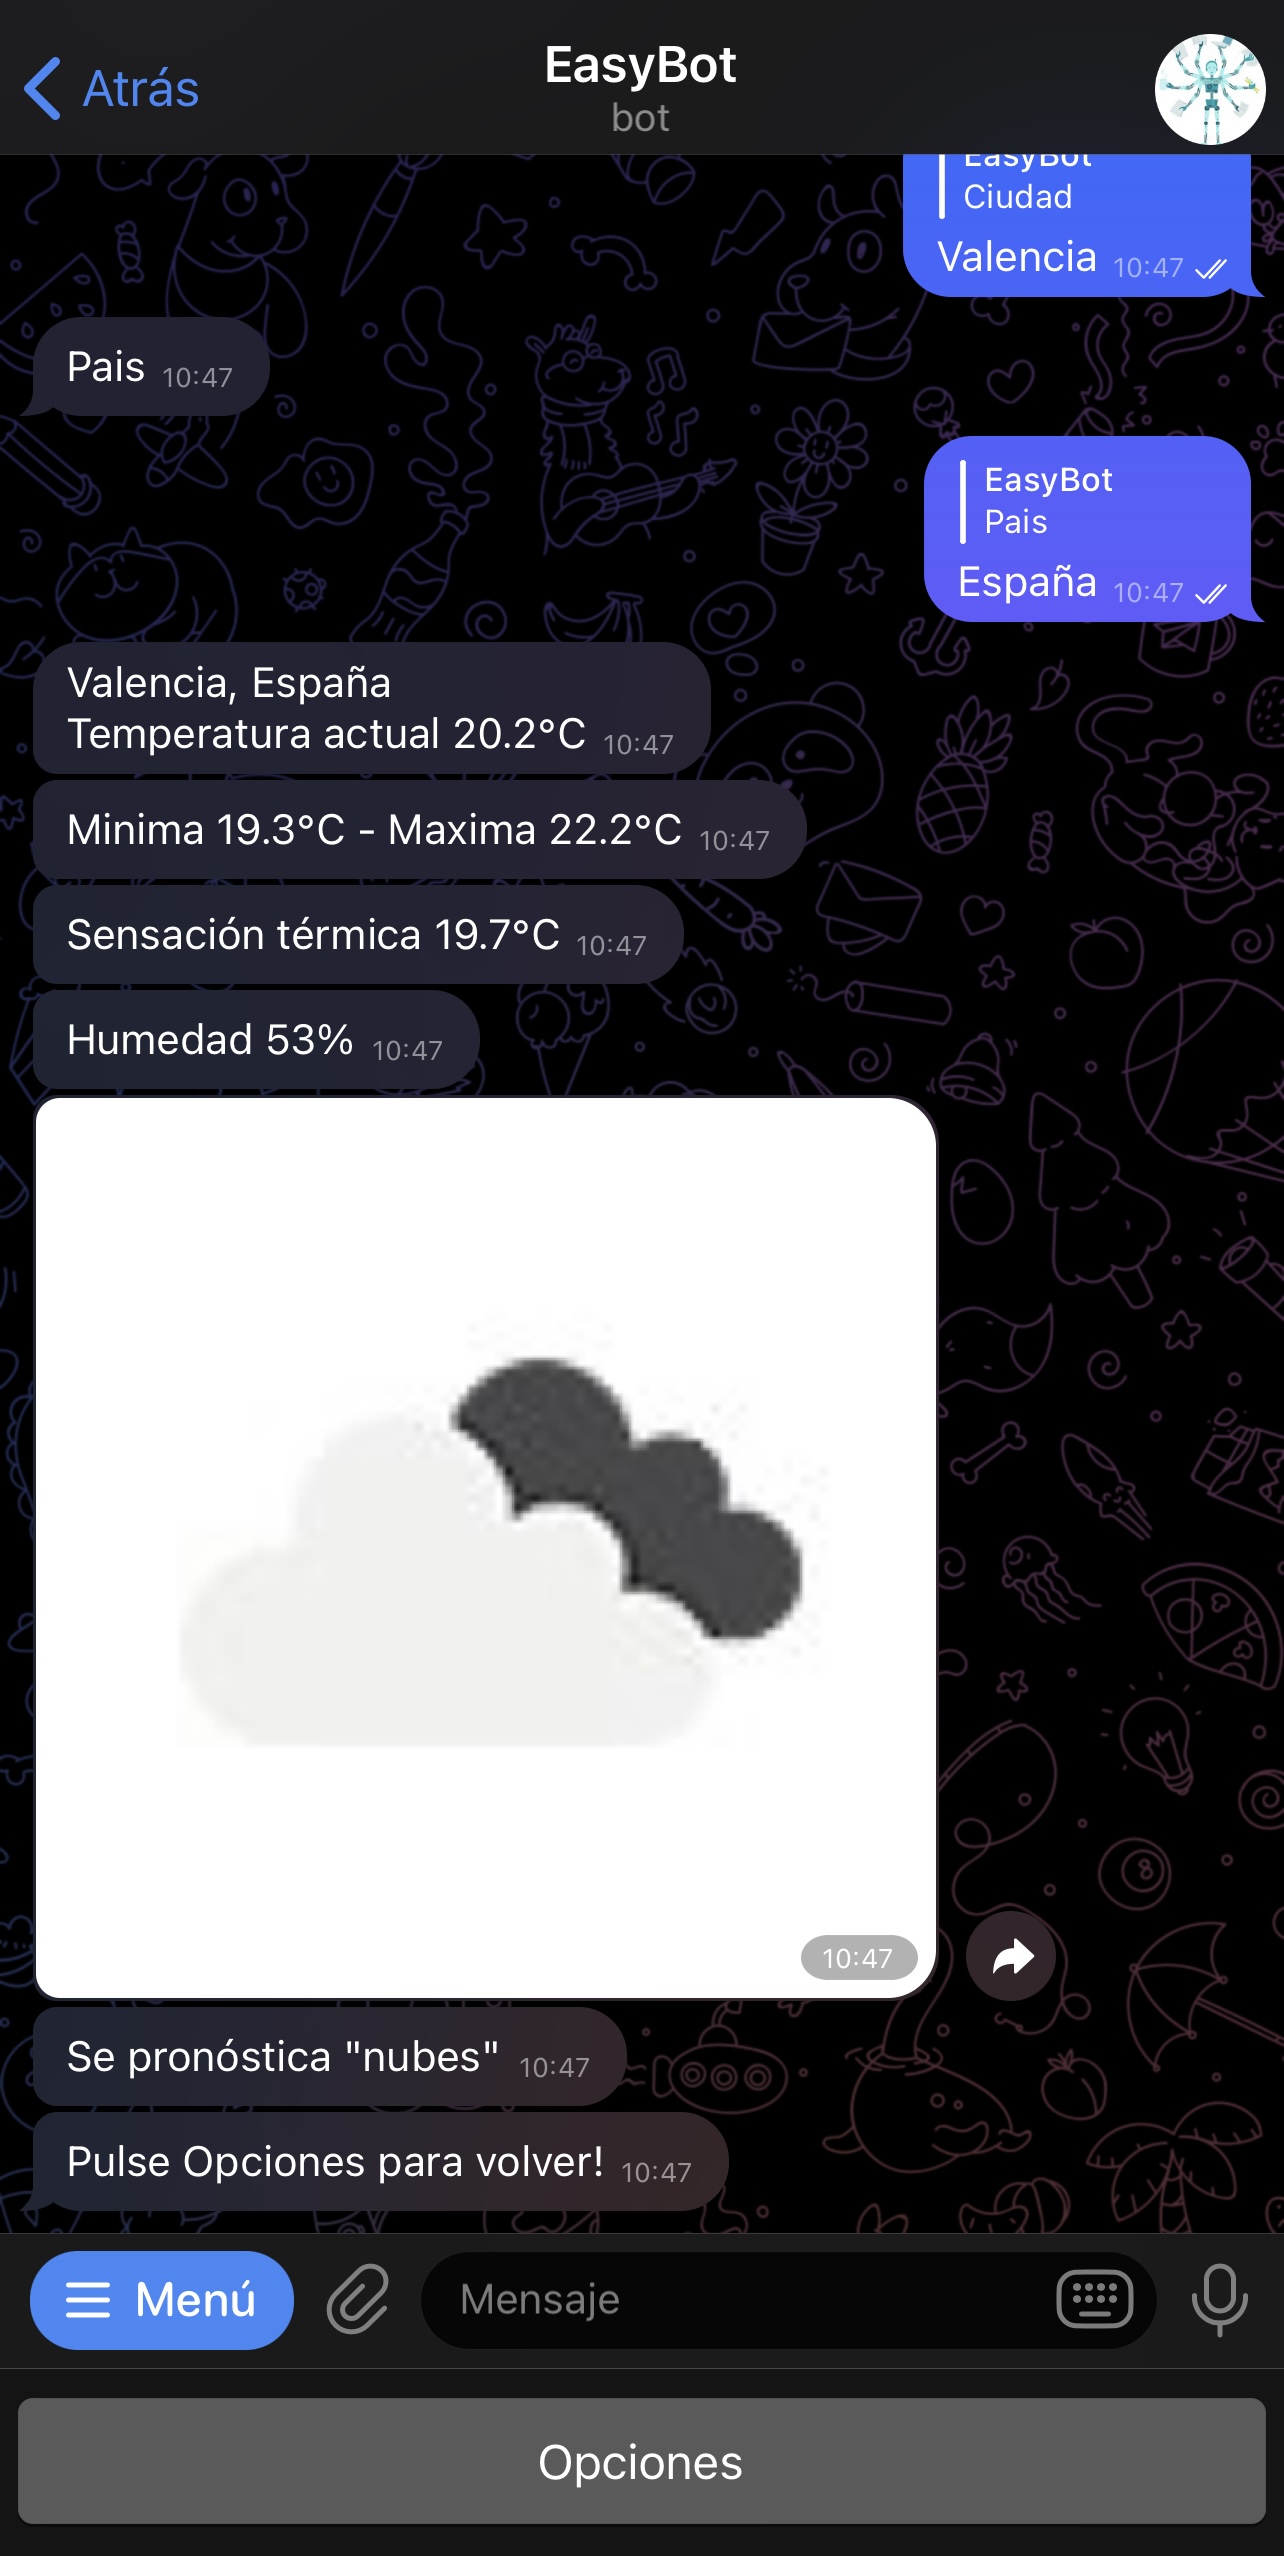 Atrás
EasyBot
bot
EasyBot
Ciudad
Valencia 10:47
Pais 10:47
EasyBot
Pais
España 10:47
Valencia, España
Temperatura actual 20.2°C 10:47
Minima 19.3°C - Maxima 22.2°C 10:47
Sensación térmica 19.7°C 10:47
Humedad 53% 10:47
10:47
Se pronóstica "nubes" 10:47
Pulse Opciones para volver! 10:47
Menú
Mensaje
Opciones